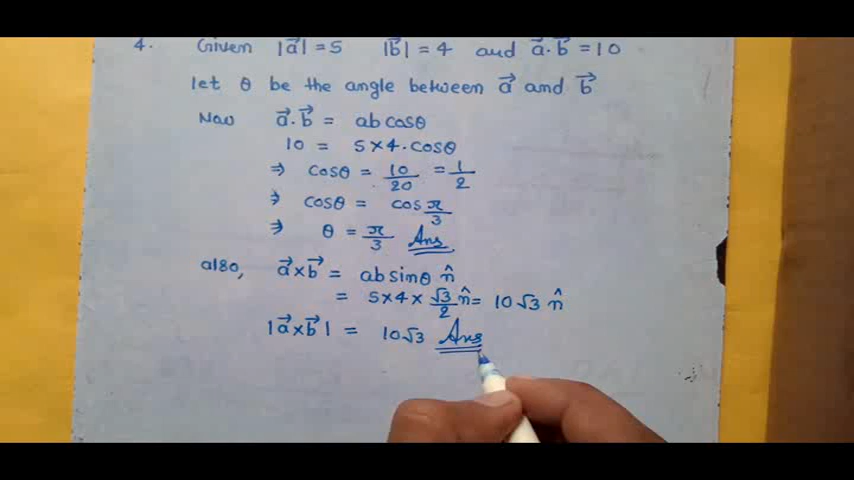 4. Given |a⃗| = 5 |b⃗| = 4 and a⃗.b⃗ = 10
let θ be the angle between a⃗ and b⃗
Now a⃗.b⃗ = ab cosθ
10 = 5×4.cosθ
⇒ cosθ = 10/20 = 1/2
⇒ cosθ = cos π/3
⇒ θ = π/3 Ans
also, a⃗×b⃗ = ab sinθ n̂
= 5×4×√3/2 n̂ = 10√3 n̂
|a⃗×b⃗| = 10√3 Ans